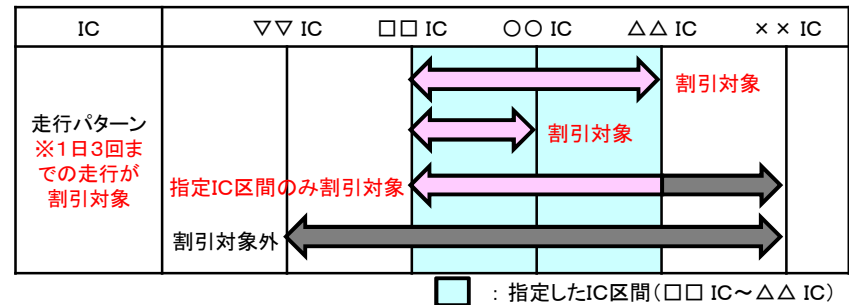 IC
▽▽ IC
□□ IC
○○ IC
△△ IC
×× IC
割引対象
走行パターン
※1日3回ま
での走行が
割引対象
割引対象
指定IC区間のみ割引対象
割引対象外
：指定したIC区間（□□ IC～△△ IC）